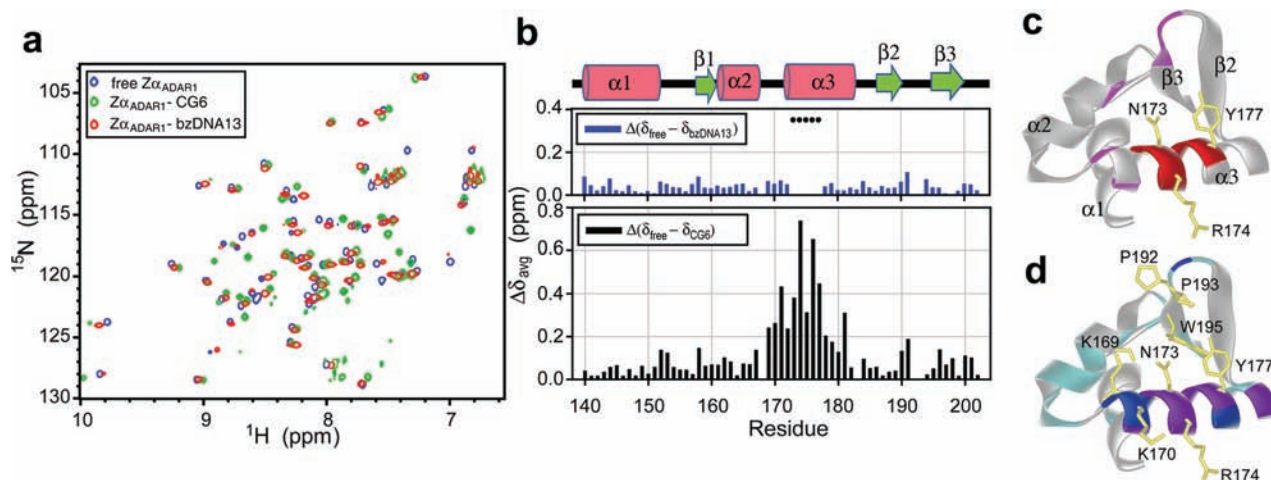 a
free ZαADAR1
ZαADAR1- CG6
ZαADAR1- bzDNA13
105
110
115
120
125
130
15N (ppm)
10
9
8
7
1H (ppm)
b
α1
β1
α2
α3
β2
β3
0.4
0.2
0.0
Δ(δfree − δbzDNA13)
0.8
0.6
0.4
0.2
0.0
Δ(δfree − δCG6)
Δδavg (ppm)
140
150
160
170
180
190
200
Residue
c
β3
β2
N173
Y177
α2
α3
α1
R174
d
P192
P193
W195
K169
N173
Y177
K170
R174